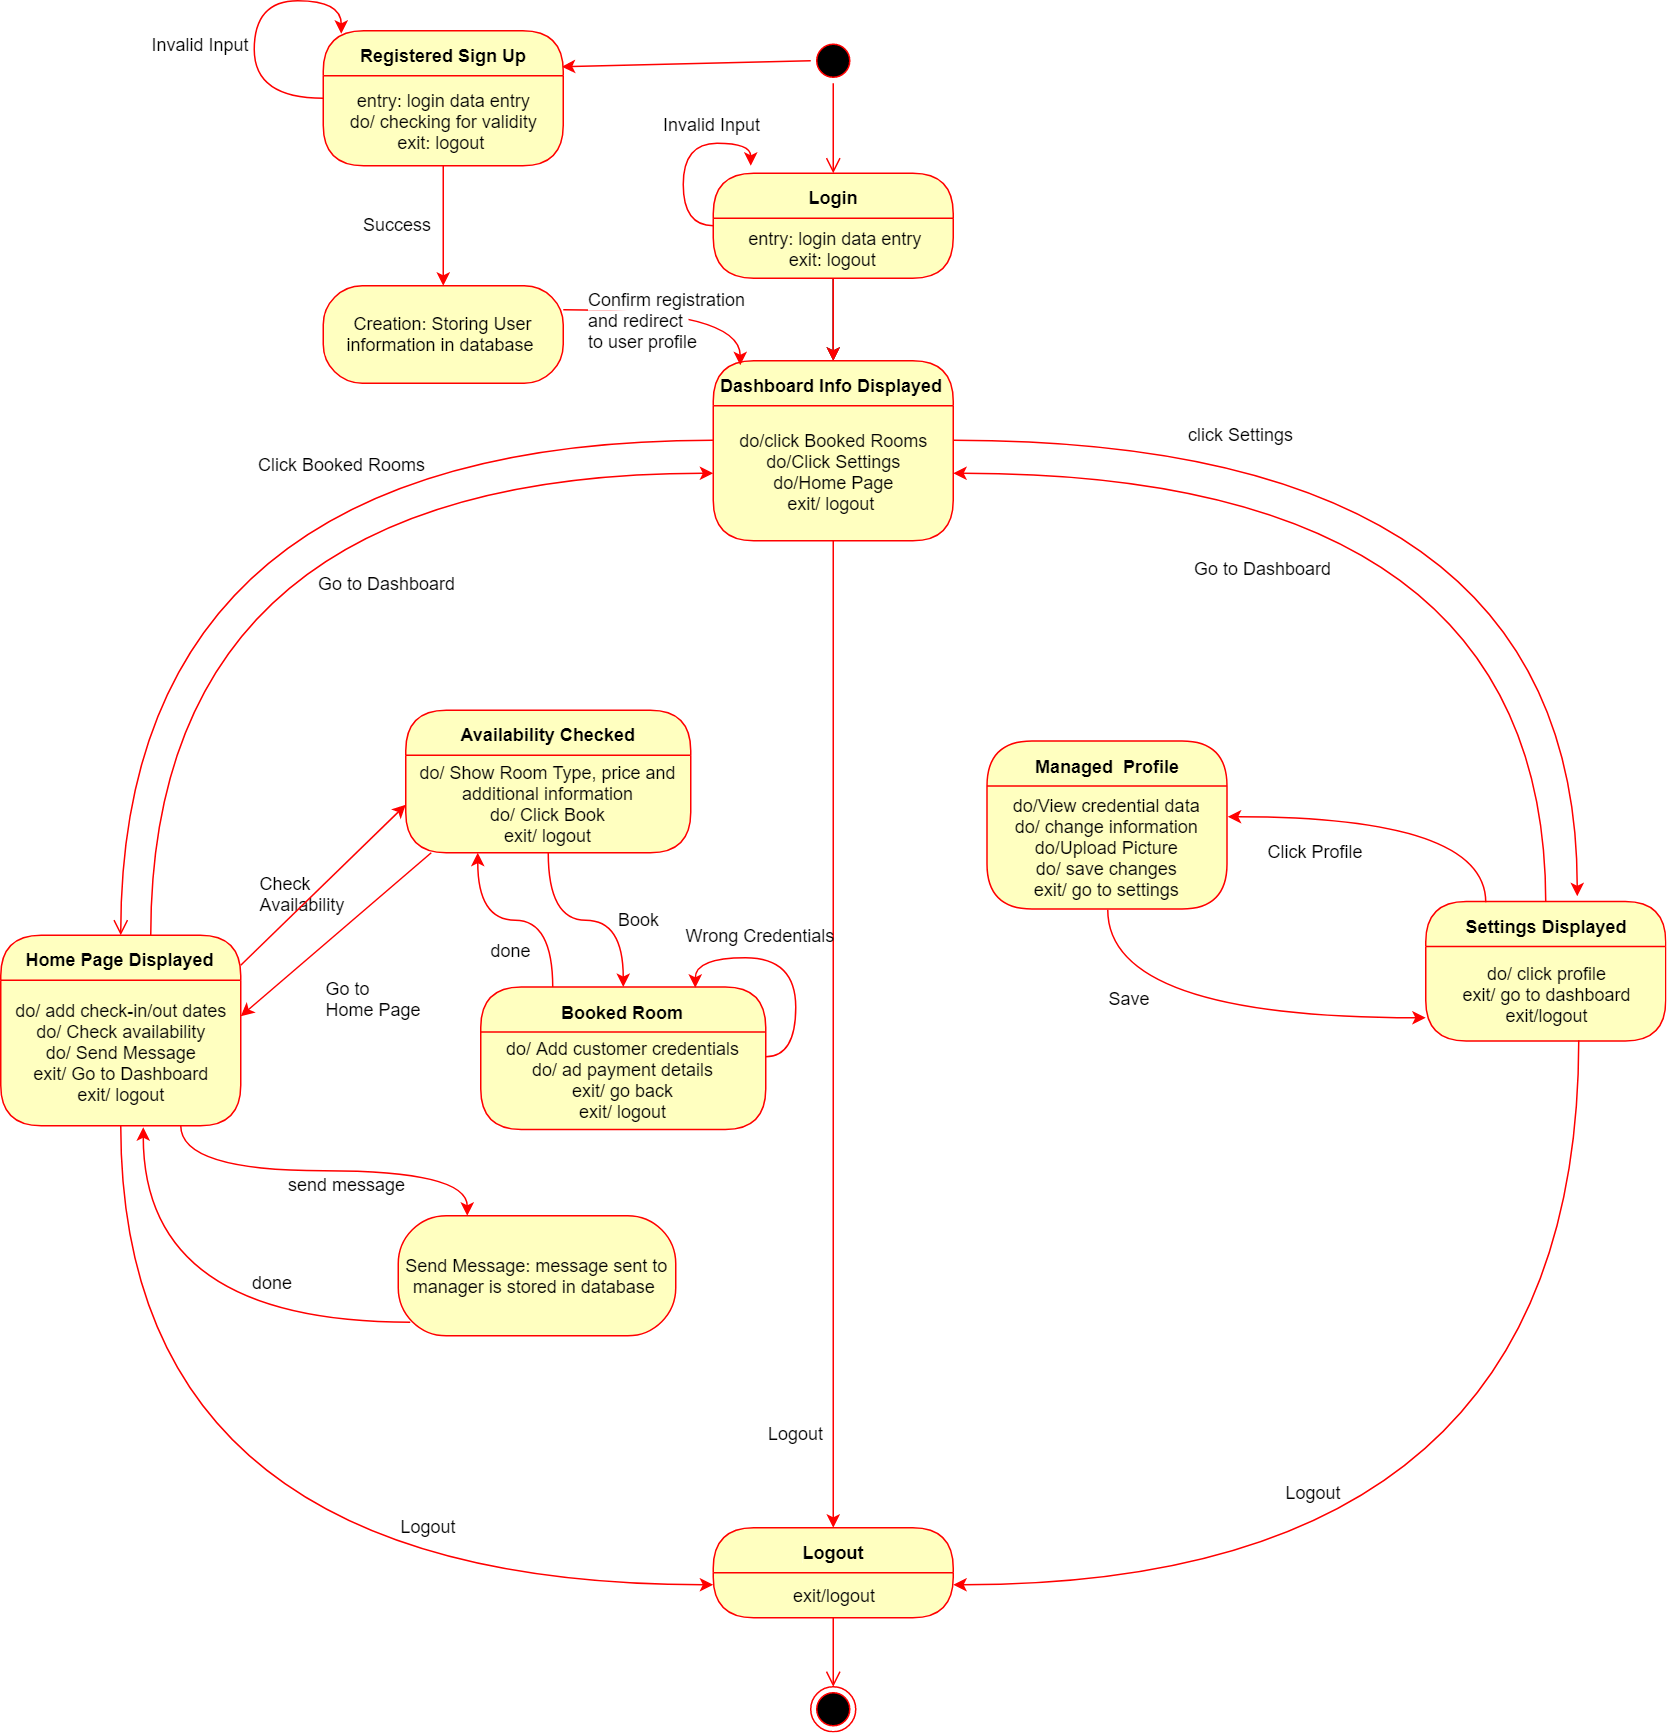 Invalid Input
Registered Sign Up
entry: login data entry
do/ checking for validity
exit: logout
Invalid Input
Login
entry: login data entry
exit: logout
Success
Creation: Storing User
information in database
Confirm registration
and redirect
to user profile
Dashboard Info Displayed
do/click Booked Rooms
do/Click Settings
do/Home Page
exit/ logout
click Settings
Click Booked Rooms
Go to Dashboard
Go to Dashboard
Availability Checked
do/ Show Room Type, price and
additional information
do/ Click Book
exit/ logout
Managed  Profile
do/View credential data
do/ change information
do/Upload Picture
do/ save changes
exit/ go to settings
Click Profile
Check
Availability
Book
done
Wrong Credentials
Settings Displayed
do/ click profile
exit/ go to dashboard
exit/logout
Home Page Displayed
do/ add check-in/out dates
do/ Check availability
do/ Send Message
exit/ Go to Dashboard
exit/ logout
Go to
Home Page
Booked Room
do/ Add customer credentials
do/ ad payment details
exit/ go back
exit/ logout
Save
send message
Send Message: message sent to
manager is stored in database
done
Logout
Logout
Logout
Logout
exit/logout